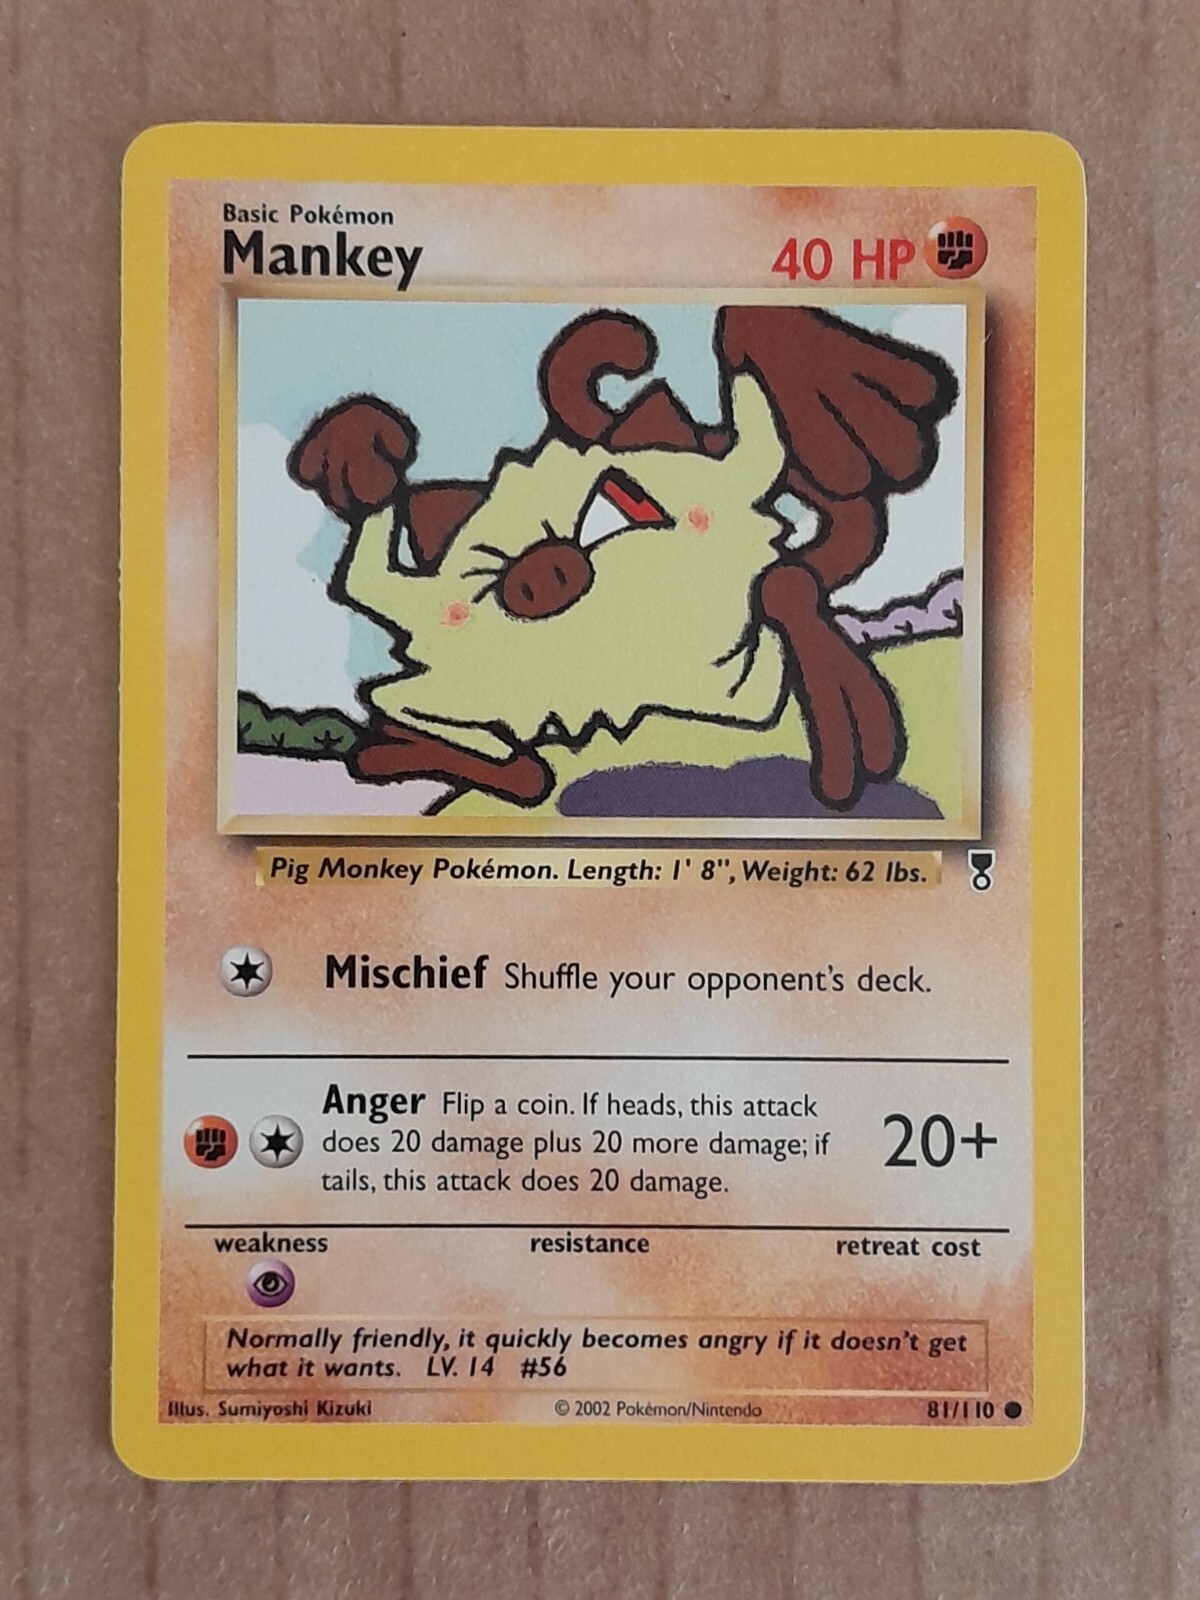 Basic Pokémon
Mankey
40 HP
Pig Monkey Pokémon. Length: 1' 8", Weight: 62 lbs.
Mischief Shuffle your opponent's deck.
Anger Flip a coin. If heads, this attack
does 20 damage plus 20 more damage; if
tails, this attack does 20 damage.
20+
weakness resistance retreat cost
Normally friendly, it quickly becomes angry if it doesn't get
what it wants. LV. 14 #56
Illus. Sumiyoshi Kizuki © 2002 Pokémon/Nintendo 81/110